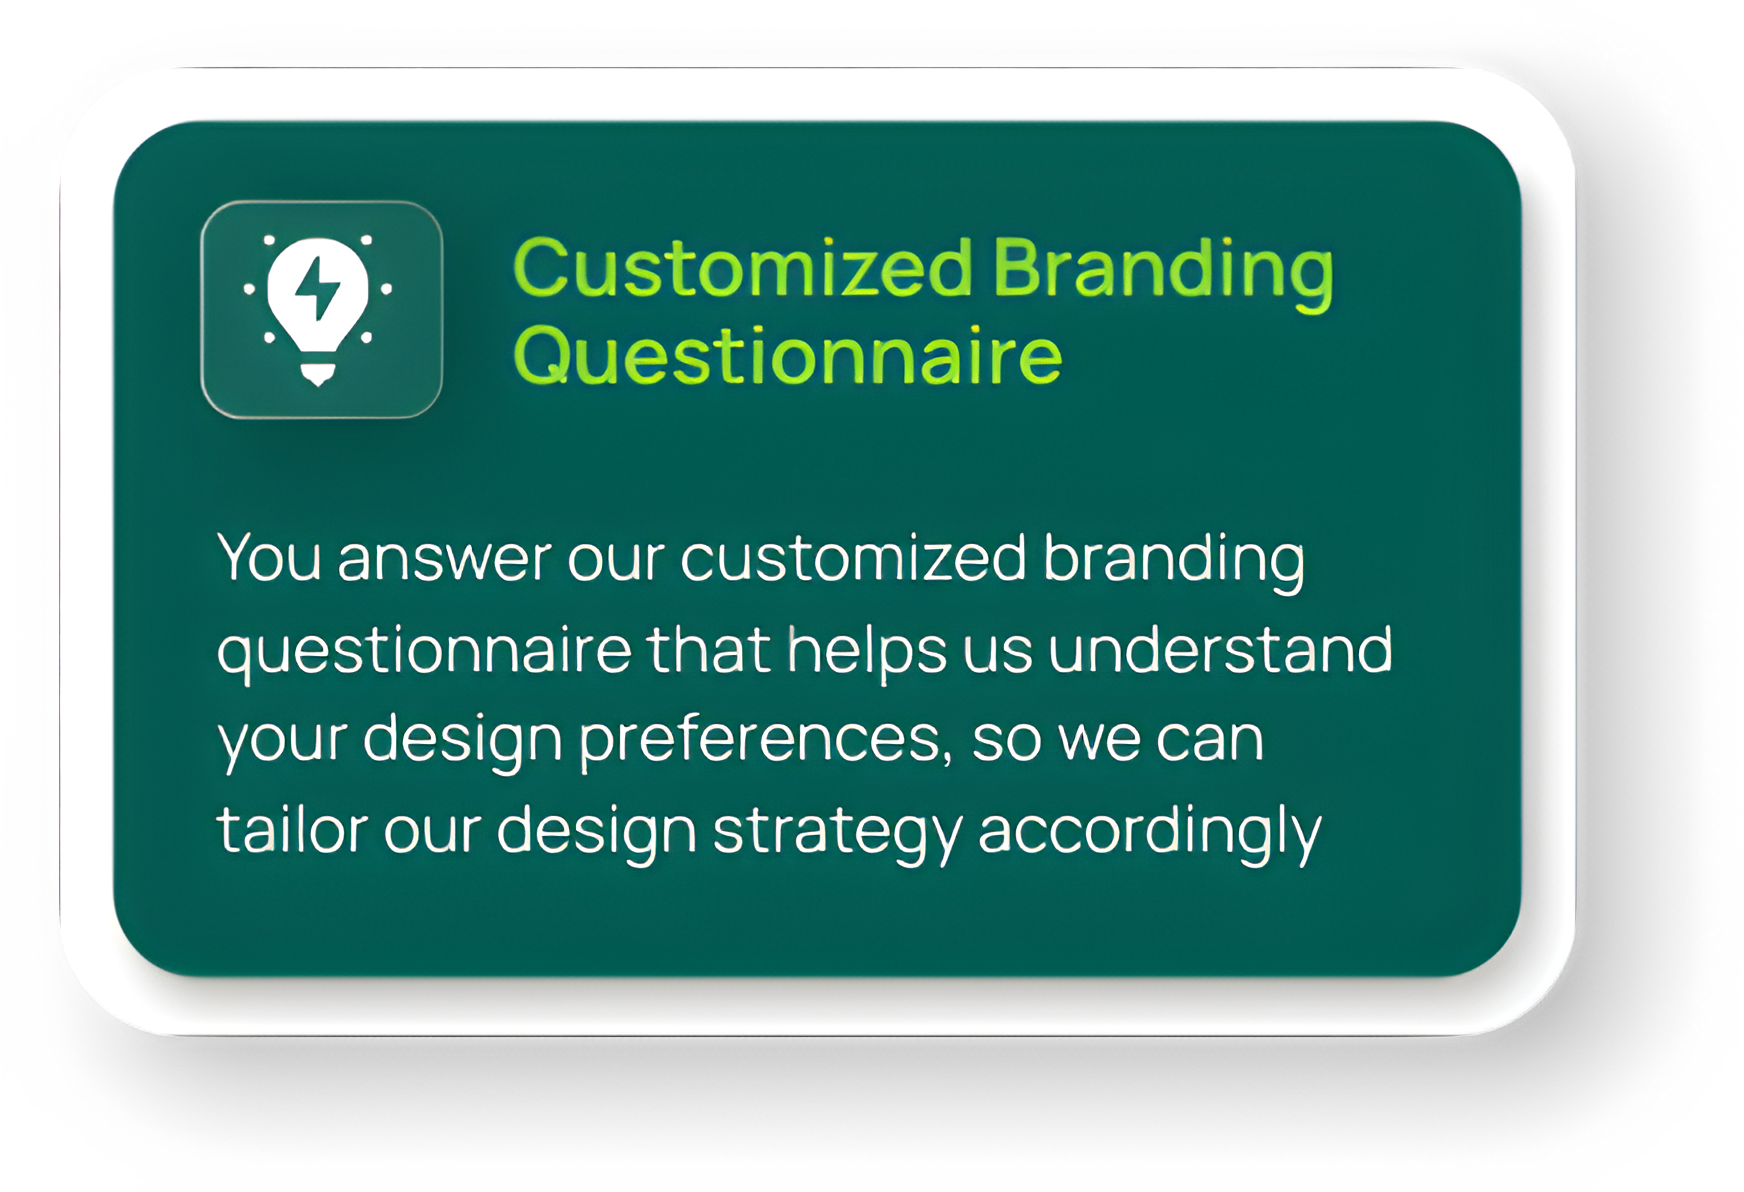 Customized Branding
Questionnaire
You answer our customized branding
questionnaire that helps us understand
your design preferences, so we can
tailor our design strategy accordingly